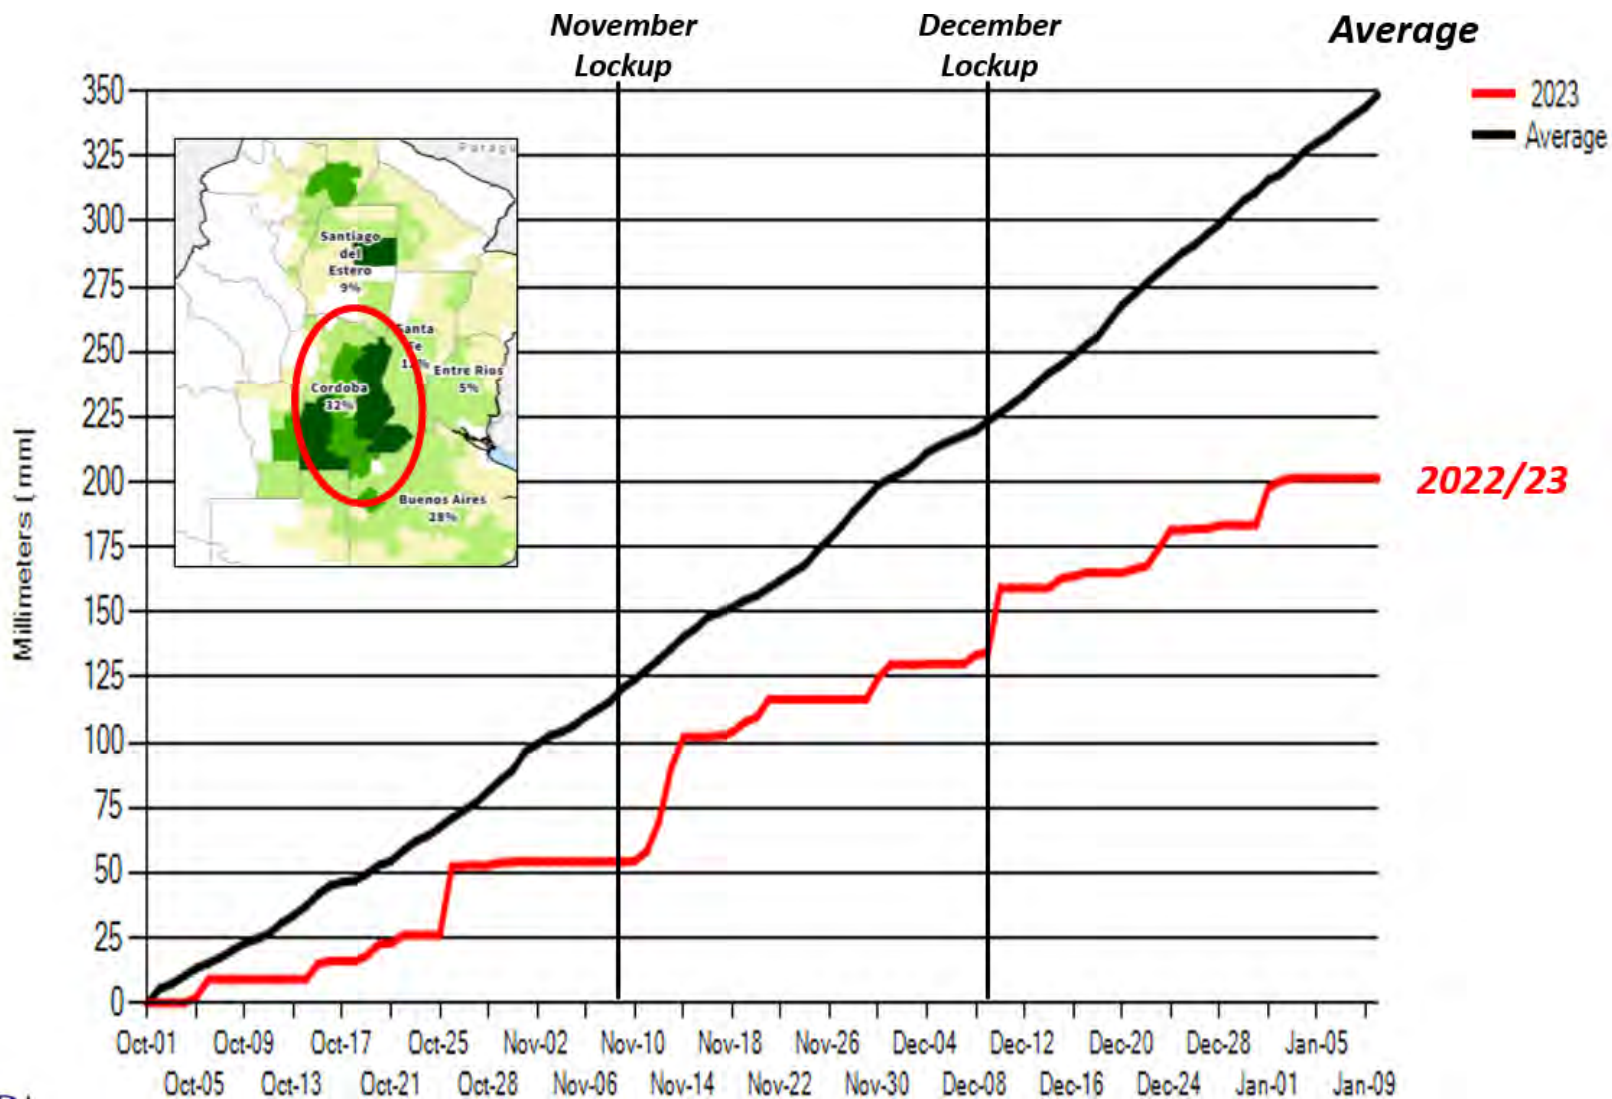 November
Lockup
December
Lockup
Average
2023
Average
350
325
300
275
250
225
200
175
150
125
100
75
50
25
0
Millimeters (mm)
Santiago
del
Estero
9%
Santa
Fe
Entre Rios
5%
Cordoba
32%
Buenos Aires
28%
2022/23
Oct-01 Oct-09 Oct-17 Oct-25 Nov-02 Nov-10 Nov-18 Nov-26 Dec-04 Dec-12 Dec-20 Dec-28 Jan-05
Oct-05 Oct-13 Oct-21 Oct-28 Nov-06 Nov-14 Nov-22 Nov-30 Dec-08 Dec-16 Dec-24 Jan-01 Jan-09